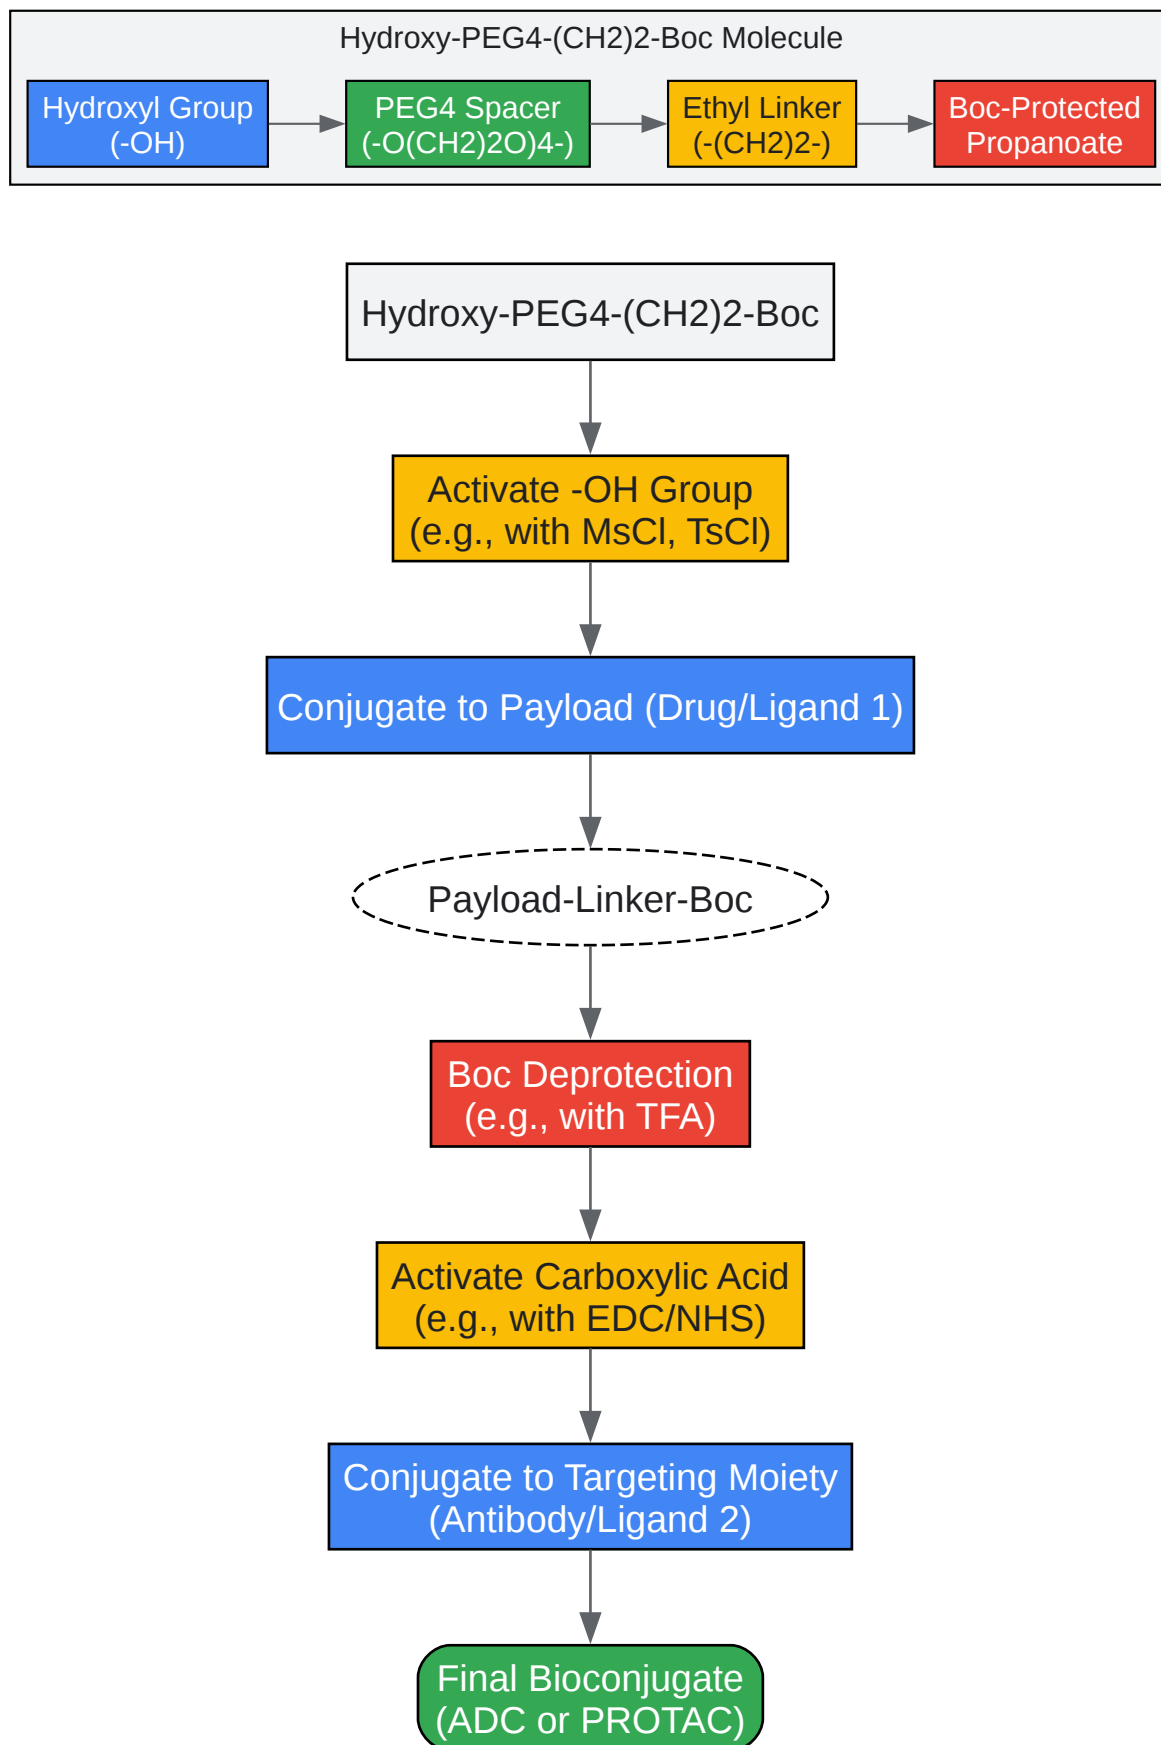 Hydroxy-PEG4-(CH2)2-Boc Molecule
Hydroxyl Group
(-OH)
PEG4 Spacer
(-O(CH2)2O)4-)
Ethyl Linker
(-(CH2)2-)
Boc-Protected
Propanoate
Hydroxy-PEG4-(CH2)2-Boc
Activate -OH Group
(e.g., with MsCl, TsCl)
Conjugate to Payload (Drug/Ligand 1)
Payload-Linker-Boc
Boc Deprotection
(e.g., with TFA)
Activate Carboxylic Acid
(e.g., with EDC/NHS)
Conjugate to Targeting Moiety
(Antibody/Ligand 2)
Final Bioconjugate
(ADC or PROTAC)